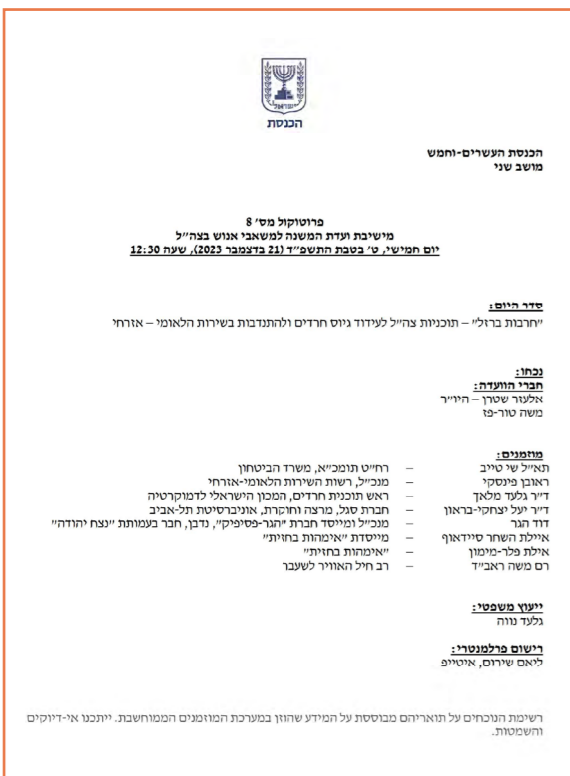 הכנסת
הכנסת העשרים-וחמש
מושב שני
פרוטוקול מס' 8
מישיבת ועדת המשנה למשאבי אנוש בצה"ל
יום חמישי, ט' בטבת התשפ"ד (21 בדצמבר 2023), שעה 12:30
סדר היום:
"חרבות ברזל" – תוכניות צה"ל לעידוד גיוס חרדים ולהתנדבות בשירות הלאומי – אזרחי
נכחו:
חברי הוועדה:
אלעזר שטרן – היו"ר
משה טור-פז
מוזמנים:
תא"ל שי טייב – רח"ט תומכ"א, משרד הביטחון
ראובן פינסקי – מנכ"ל, רשות השירות הלאומי-אזרחי
ד"ר גלעד מלאך – ראש תוכנית חרדים, המכון הישראלי לדמוקרטיה
ד"ר יעל יצחקי-בראון – חברת סגל, מרצה וחוקרת, אוניברסיטת תל-אביב
דוד הגר – מנכ"ל ומייסד חברת "הגר-פסיפיק", נדבן, חבר בעמותת "נצח יהודה"
איילת השחר סיידאוף – מייסדת "אימהות בחזית"
אילת פלר-מימון – "אימהות בחזית"
רם משה ראב"ד – רב חיל האוויר לשעבר
ייעוץ משפטי:
גלעד נווה
רישום פרלמנטרי:
ליאם שירום, איטייפ
רשימת הנוכחים על תואריהם מבוססת על המידע שהוזן במערכת המוזמנים הממוחשבת. ייתכנו אי-דיוקים
והשמטות.